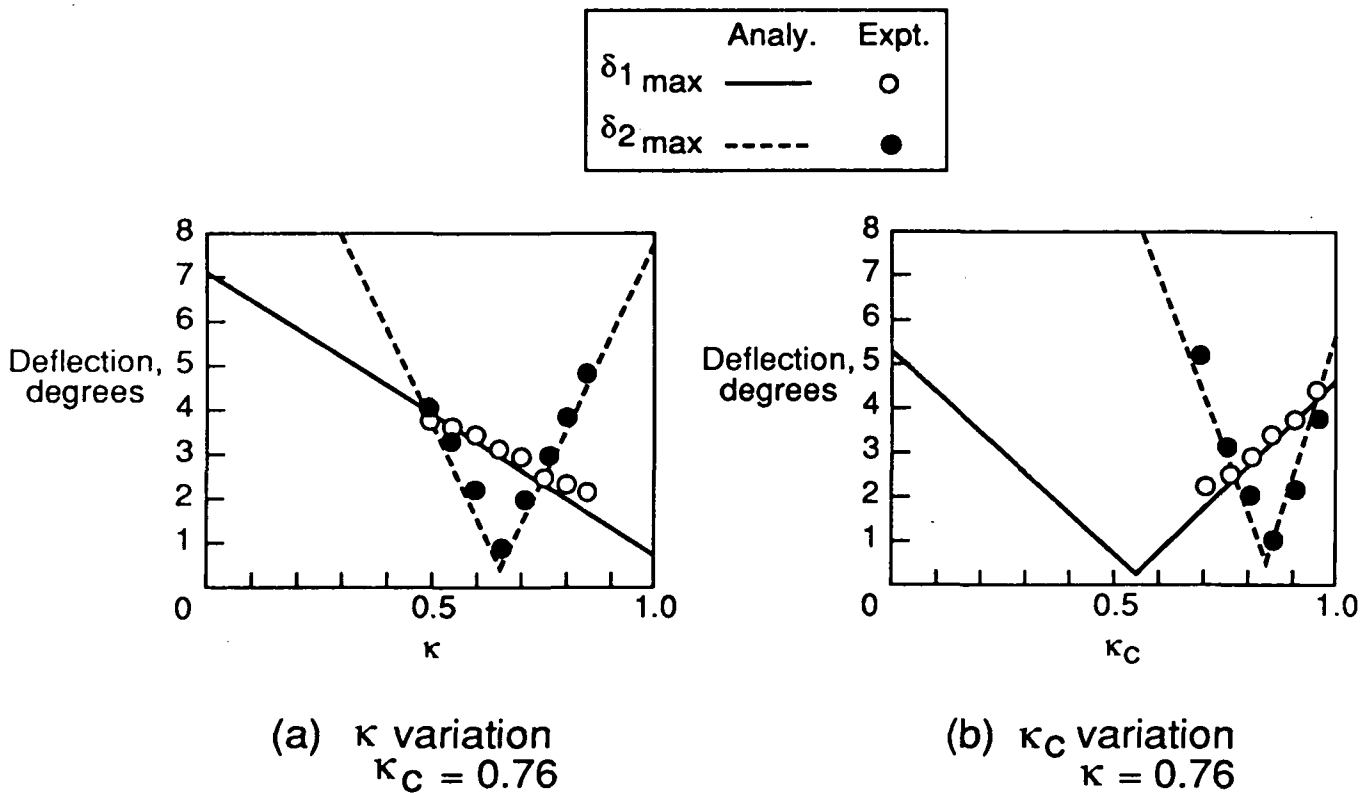 Analy. Expt.
δ1 max
δ2 max
8
7
6
5
4
3
2
1
0
0.5
1.0
Deflection,
degrees
κ
(a) κ variation
κC = 0.76
8
7
6
5
4
3
2
1
0
0.5
1.0
Deflection,
degrees
κC
(b) κC variation
κ = 0.76